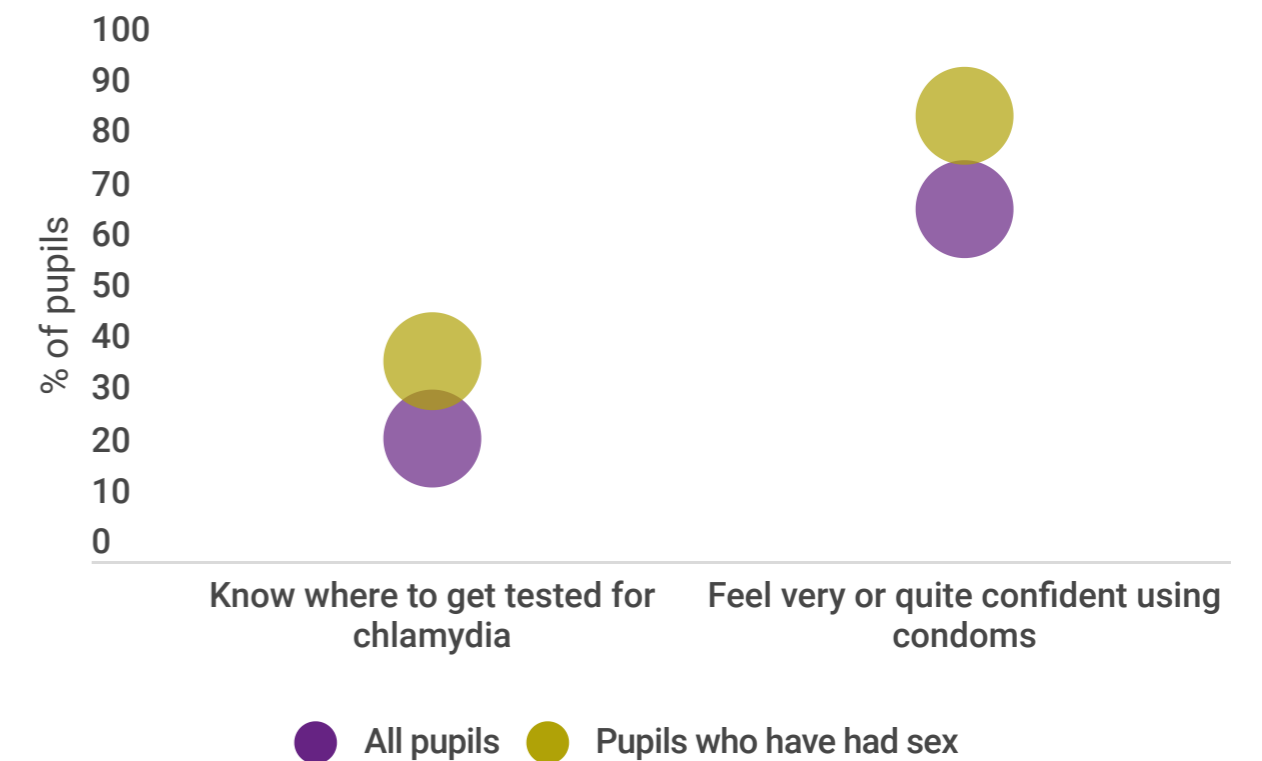 100
90
80
70
60
50
40
30
20
10
0
% of pupils
Know where to get tested for
chlamydia
Feel very or quite confident using
condoms
All pupils
Pupils who have had sex